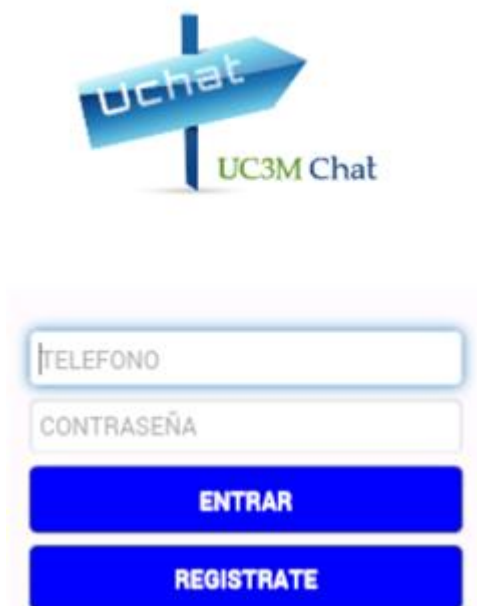 Uchat
UC3M Chat
TELEFONO
CONTRASEÑA
ENTRAR
REGISTRATE